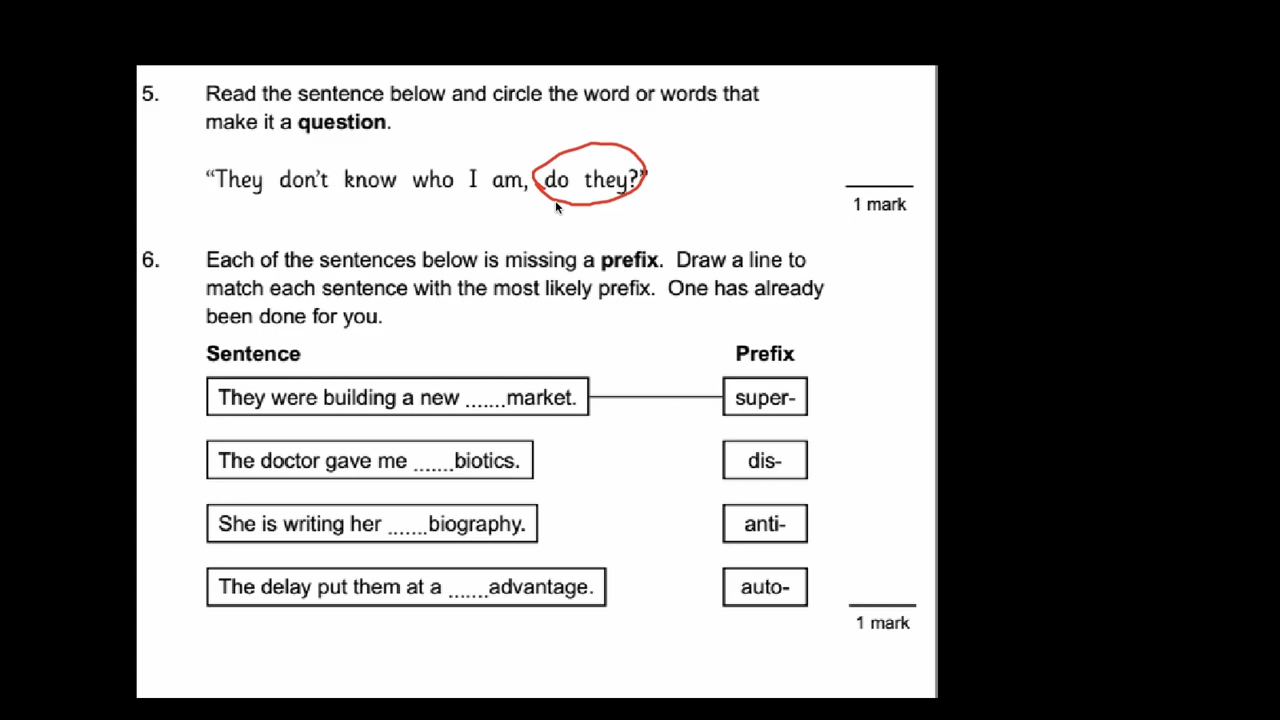 5. Read the sentence below and circle the word or words that
make it a question.
“They don’t know who I am, do they?”
1 mark
6. Each of the sentences below is missing a prefix. Draw a line to
match each sentence with the most likely prefix. One has already
been done for you.
Sentence Prefix
They were building a new .......market. super-
The doctor gave me .......biotics. dis-
She is writing her .......biography. anti-
The delay put them at a .......advantage. auto-
1 mark